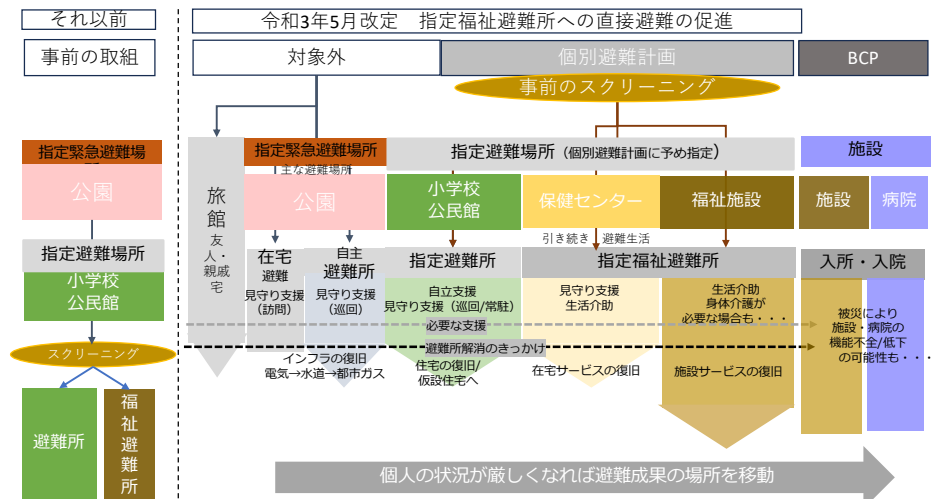 それ以前
事前の取組
指定緊急避難場
所
公園
指定避難場所
小学校
公民館
スクリーニング
避難所
福祉避難所
令和3年5月改定　指定福祉避難所への直接避難の促進
対象外
個別避難計画
BCP
事前のスクリーニング
旅館
友人・親戚宅
指定緊急避難場所
主な避難場所
公園
指定避難場所（個別避難計画に予め指定）
小学校
公民館
保健センター
福祉施設
施設
施設
病院
引き続き
避難生活
在宅
避難
見守り支援
（訪問）
自主
避難所
見守り支援
（巡回）
指定避難所
自立支援
見守り支援（巡回/常駐）
指定福祉避難所
見守り支援
生活介助
生活介助
身体介護が
必要な場合も・・・
入所・入院
被災により
施設・病院の
機能不全/低下
の可能性も・・・
必要な支援
避難所解消のきっかけ
インフラの復旧
電気→水道→都市ガス
住宅の復旧/
仮設住宅へ
在宅サービスの復旧
施設サービスの復旧
個人の状況が厳しくなれば避難成果の場所を移動